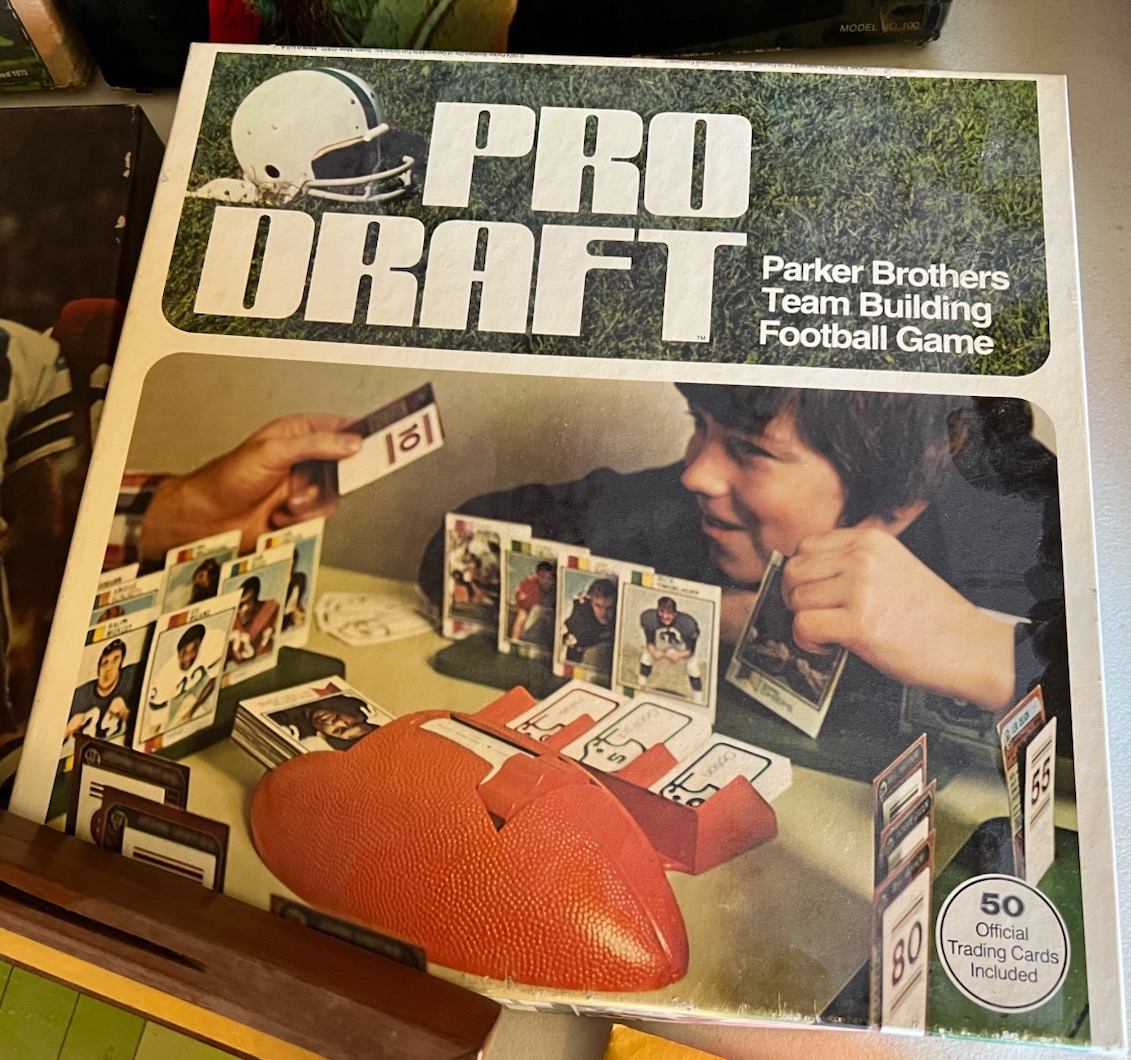 MODEL NO. 100
PRO
DRAFT
TM
Parker Brothers
Team Building
Football Game
10
55
80
50
Official
Trading Cards
Included